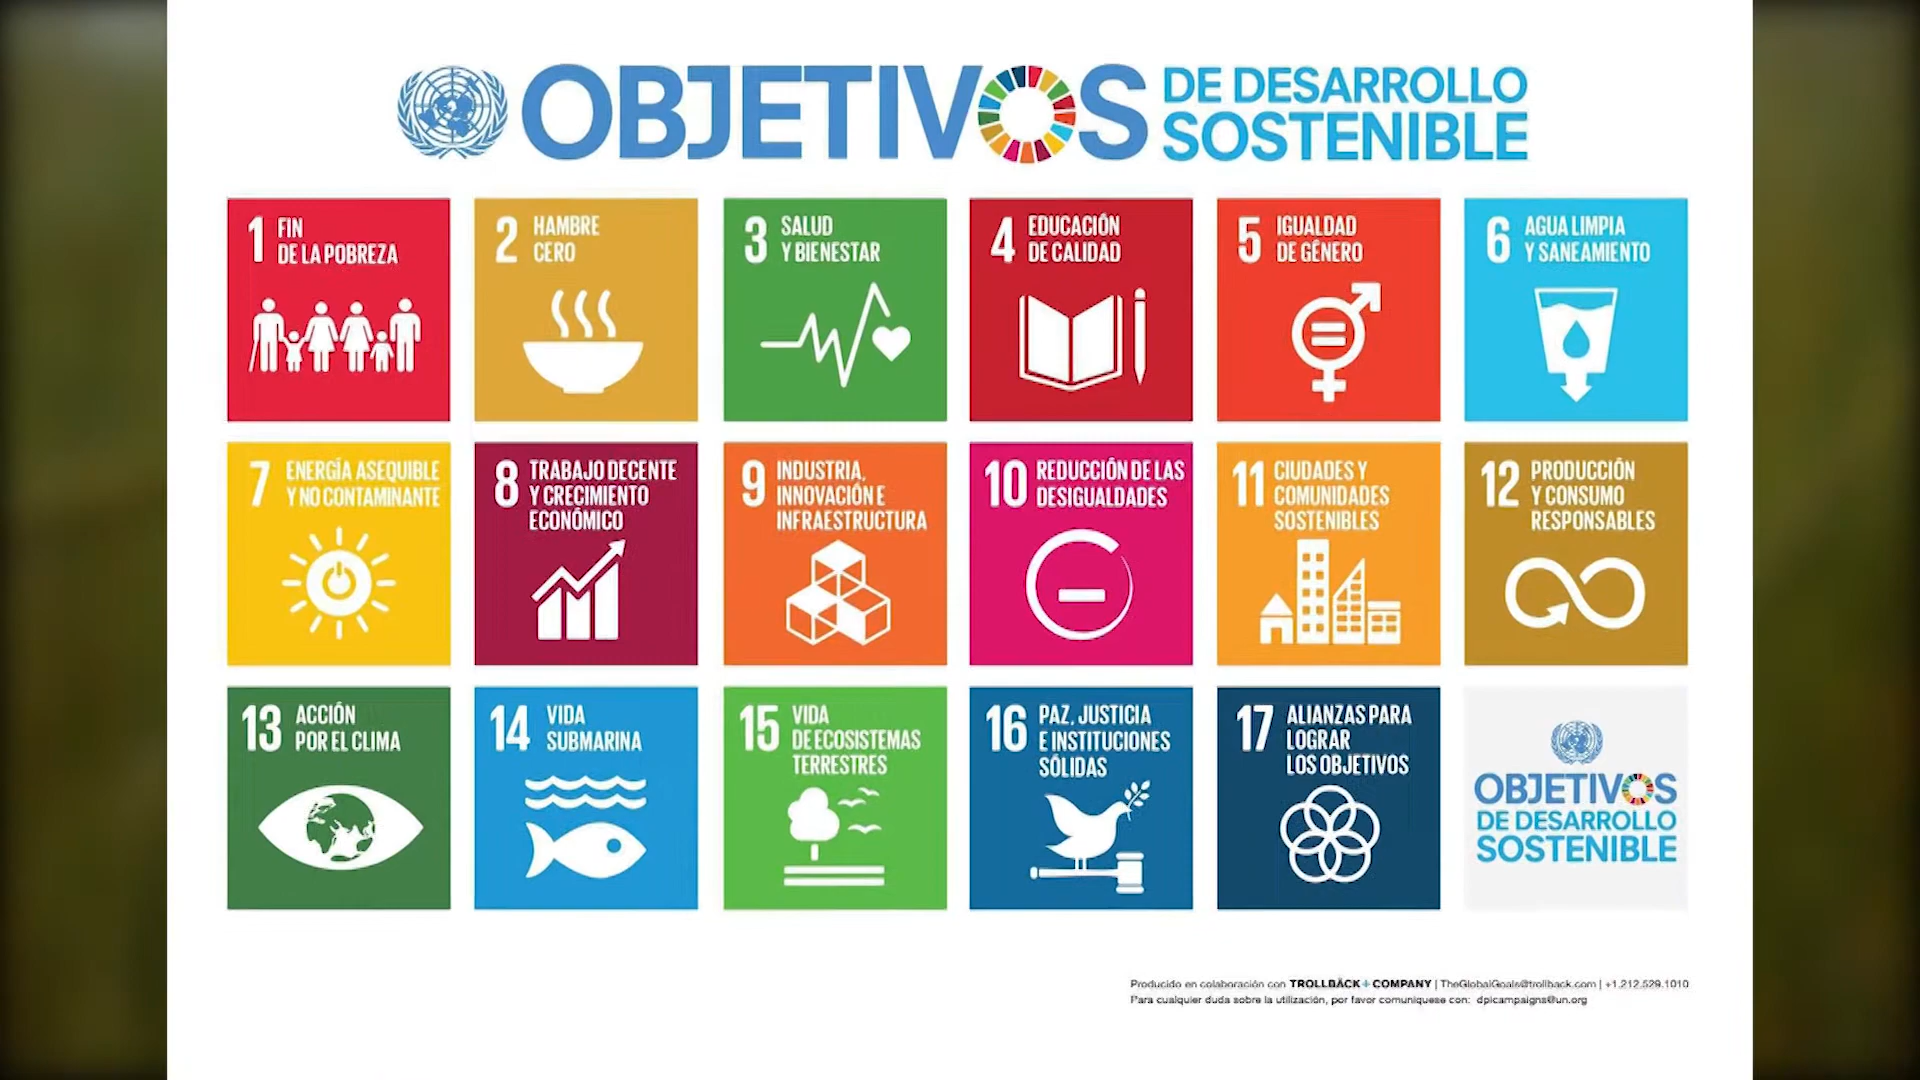 OBJETIVOS
DE DESARROLLO
SOSTENIBLE
1 FIN
DE LA POBREZA
2 HAMBRE
CERO
3 SALUD
Y BIENESTAR
4 EDUCACIÓN
DE CALIDAD
5 IGUALDAD
DE GÉNERO
6 AGUA LIMPIA
Y SANEAMIENTO
7 ENERGÍA ASEQUIBLE
Y NO CONTAMINANTE
8 TRABAJO DECENTE
Y CRECIMIENTO
ECONÓMICO
9 INDUSTRIA,
INNOVACIÓN E
INFRAESTRUCTURA
10 REDUCCIÓN DE LAS
DESIGUALDADES
11 CIUDADES Y
COMUNIDADES
SOSTENIBLES
12 PRODUCCIÓN
Y CONSUMO
RESPONSABLES
13 ACCIÓN
POR EL CLIMA
14 VIDA
SUBMARINA
15 VIDA
DE ECOSISTEMAS
TERRESTRES
16 PAZ, JUSTICIA
E INSTITUCIONES
SÓLIDAS
17 ALIANZAS PARA
LOGRAR
LOS OBJETIVOS
OBJETIVOS
DE DESARROLLO
SOSTENIBLE
Producido en colaboración con TROLLBÄCK + COMPANY | TheGlobalGoals@trollback.com | +1.212.529.1010
Para cualquier duda sobre la utilización, por favor comuniquese con: dpicampaigns@un.org